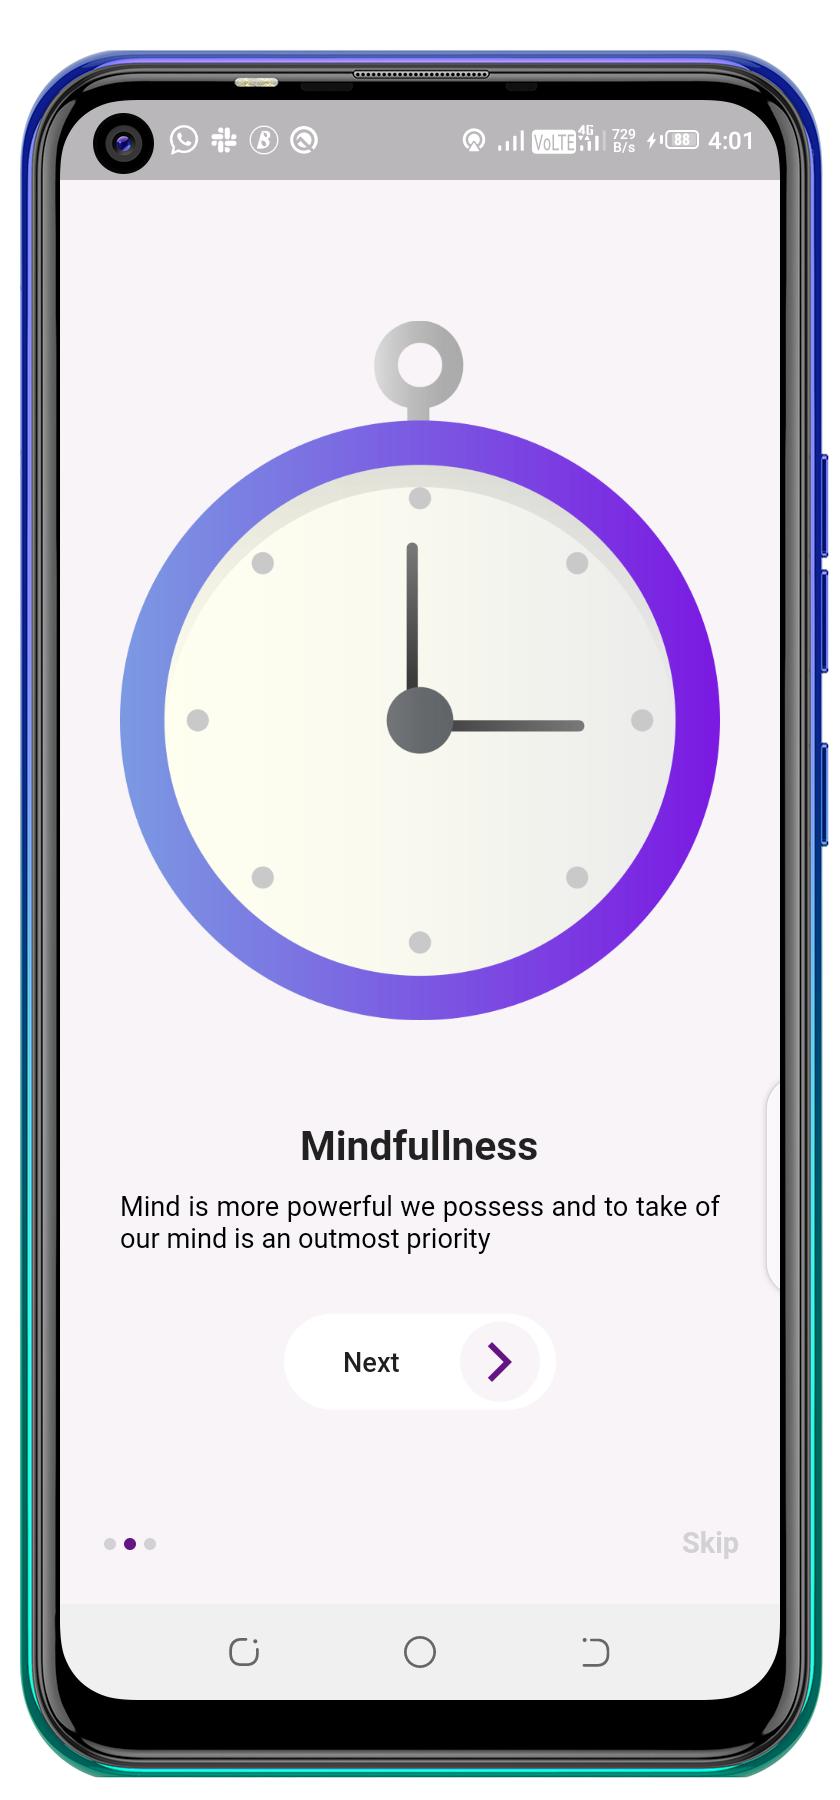 VoLTE 4G 729 B/s 88 4:01
Mindfullness
Mind is more powerful we possess and to take of
our mind is an outmost priority
Next
Skip